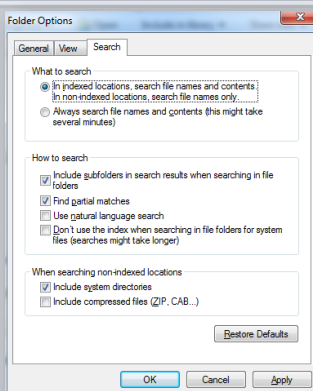 Folder Options
General
View
Search
What to search
In indexed locations, search file names and contents.
In non-indexed locations, search file names only.
Always search file names and contents (this might take
several minutes)
How to search
Include subfolders in search results when searching in file
folders
Find partial matches
Use natural language search
Don't use the index when searching in file folders for system
files (searches might take longer)
When searching non-indexed locations
Include system directories
Include compressed files (ZIP, CAB...)
Restore Defaults
OK
Cancel
Apply